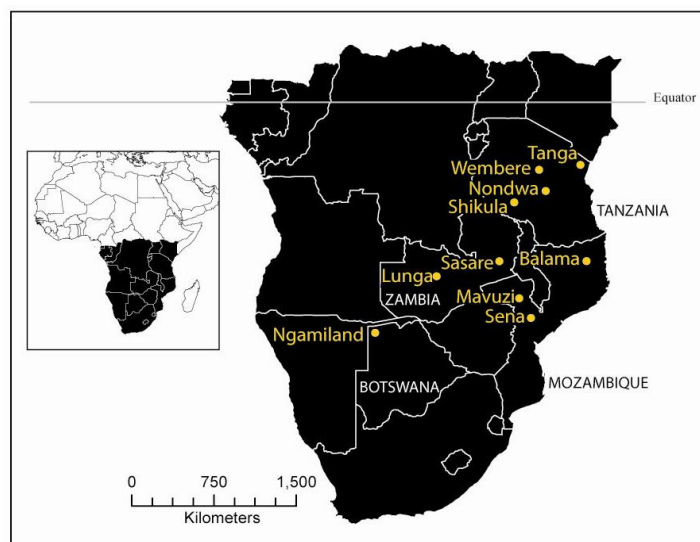 Equator
Tanga
Wembere
Nondwa
Shikula
TANZANIA
Sasare
Balama
Lunga
ZAMBIA
Mavuzi
Sena
Ngamiland
BOTSWANA
MOZAMBIQUE
0 750 1,500
Kilometers